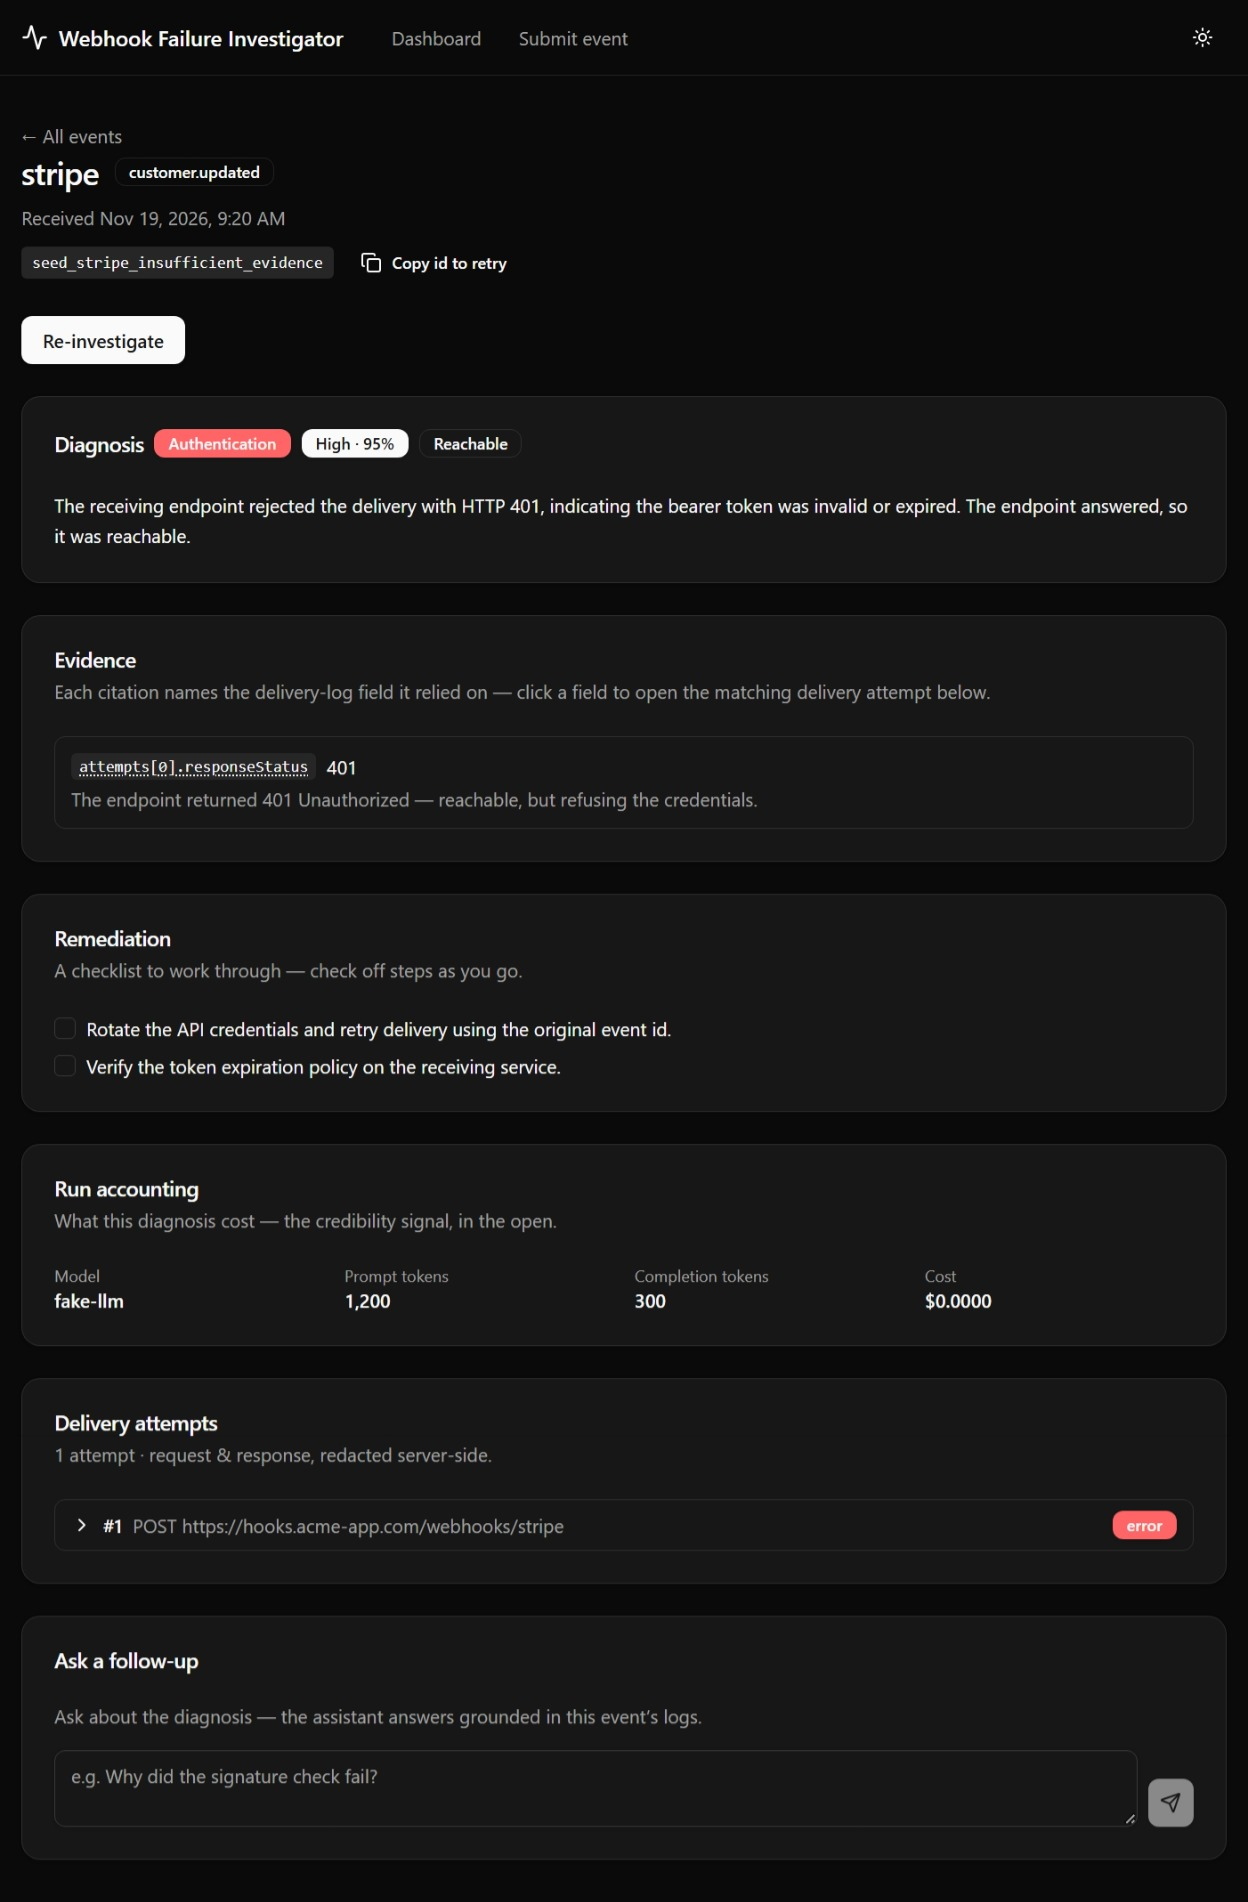 Webhook Failure Investigator
Dashboard
Submit event
← All events
stripe
customer.updated
Received Nov 19, 2026, 9:20 AM
seed_stripe_insufficient_evidence
Copy id to retry
Re-investigate
Diagnosis
Authentication
High · 95%
Reachable
The receiving endpoint rejected the delivery with HTTP 401, indicating the bearer token was invalid or expired. The endpoint answered, so
it was reachable.
Evidence
Each citation names the delivery-log field it relied on — click a field to open the matching delivery attempt below.
attempts[0].responseStatus 401
The endpoint returned 401 Unauthorized — reachable, but refusing the credentials.
Remediation
A checklist to work through — check off steps as you go.
Rotate the API credentials and retry delivery using the original event id.
Verify the token expiration policy on the receiving service.
Run accounting
What this diagnosis cost — the credibility signal, in the open.
Model
fake-llm
Prompt tokens
1,200
Completion tokens
300
Cost
$0.0000
Delivery attempts
1 attempt · request & response, redacted server-side.
#1 POST https://hooks.acme-app.com/webhooks/stripe
error
Ask a follow-up
Ask about the diagnosis — the assistant answers grounded in this event’s logs.
e.g. Why did the signature check fail?